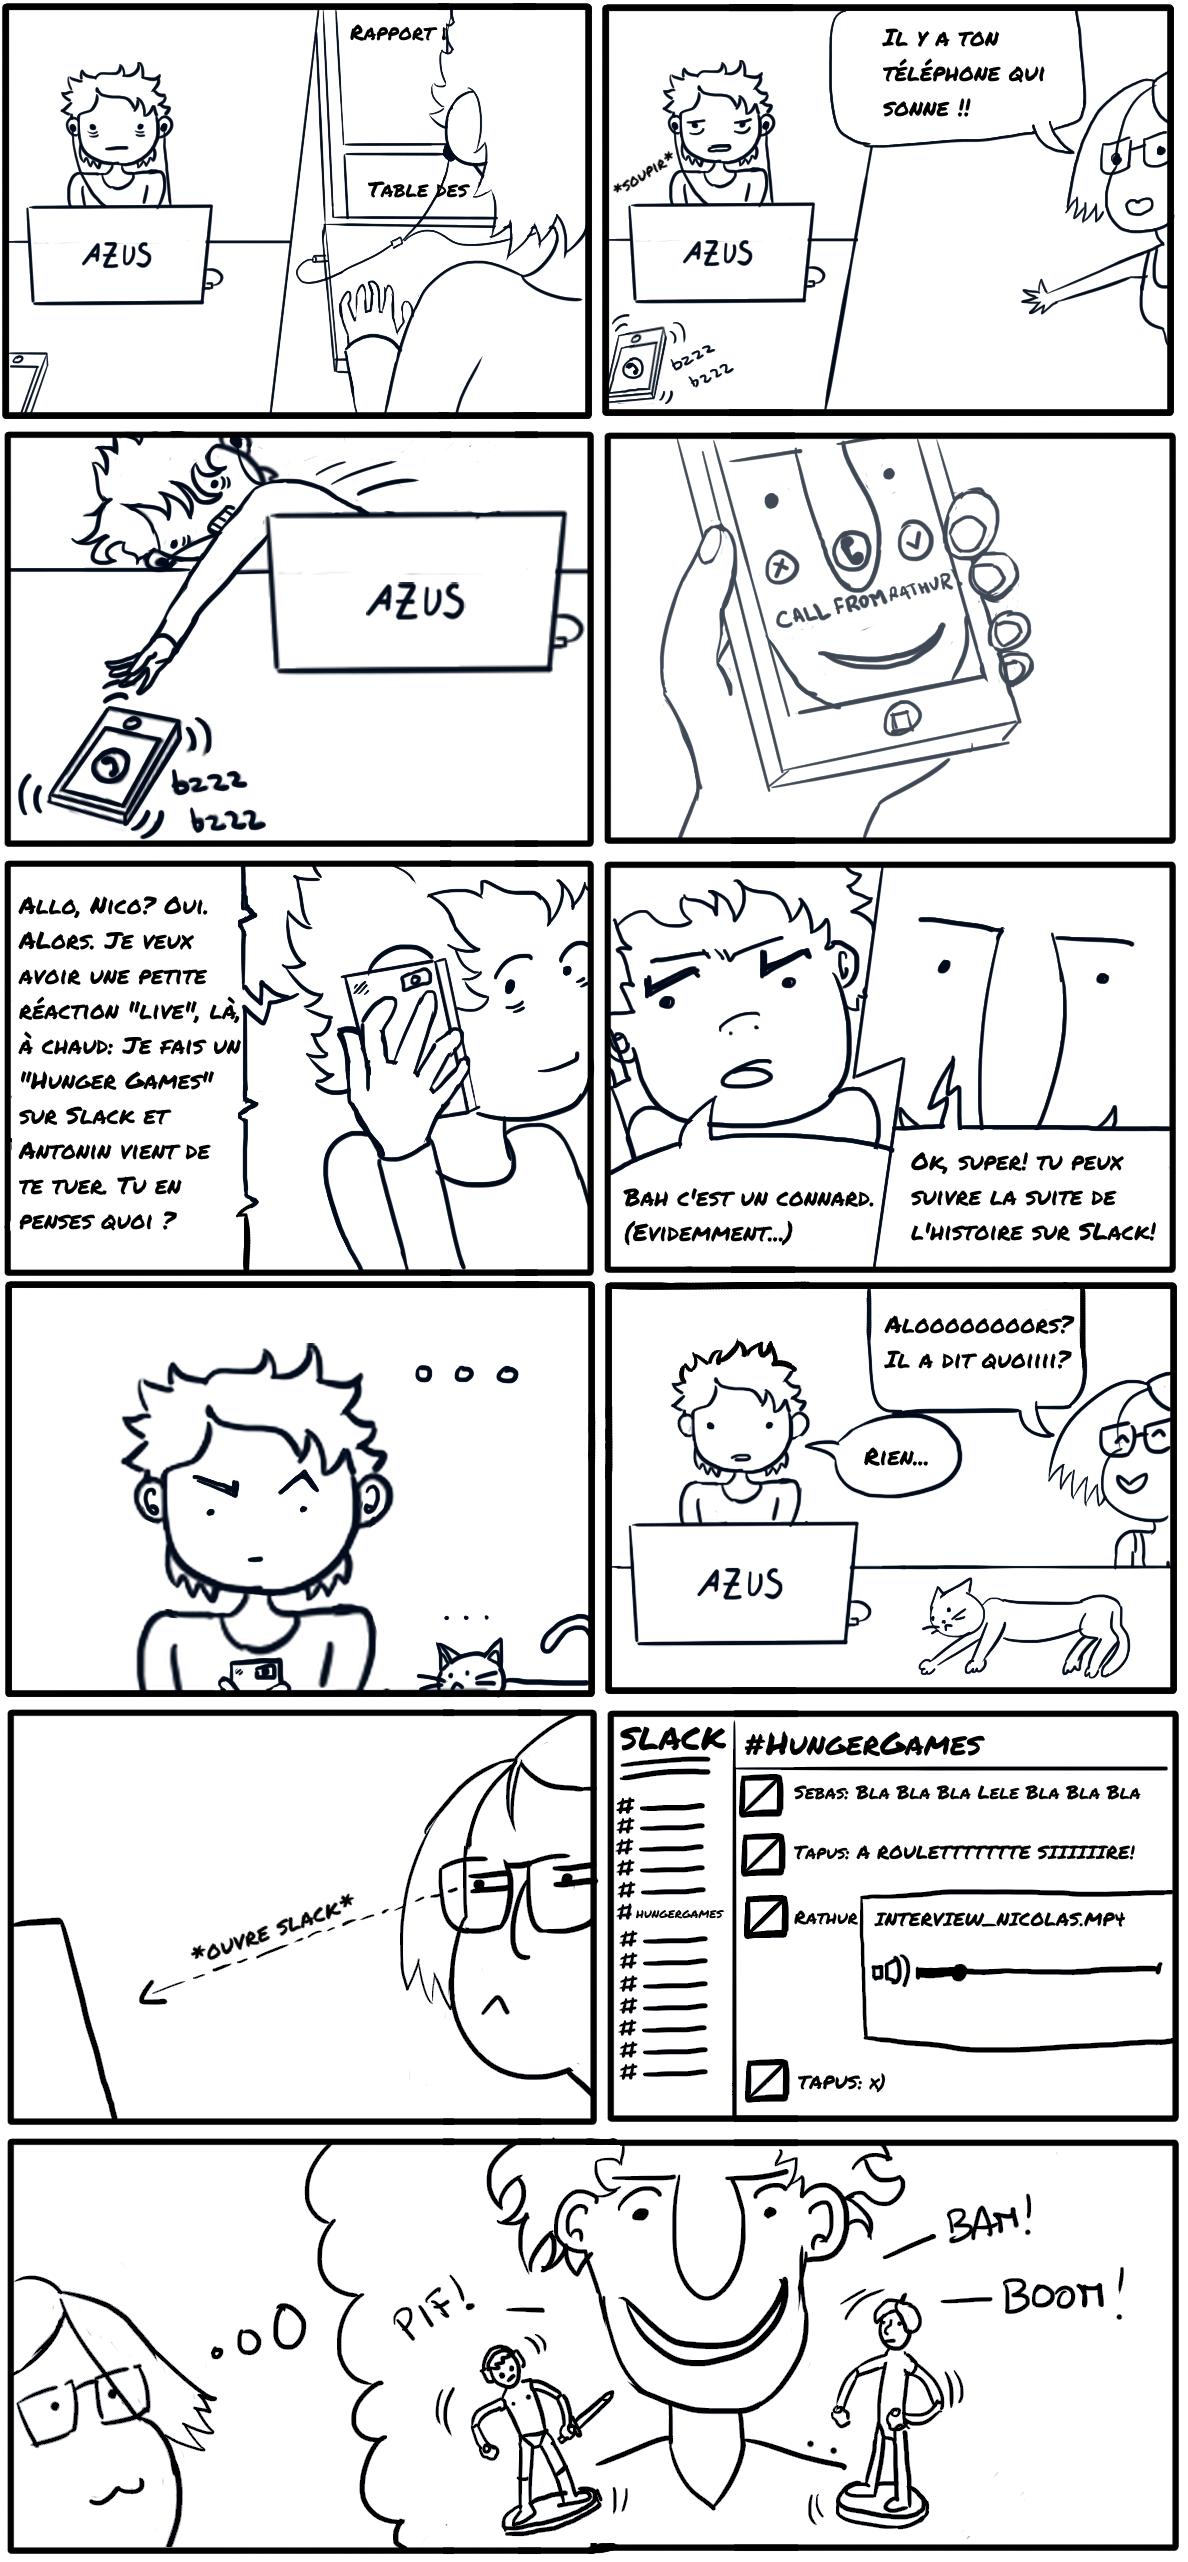 RAPPORT
TABLE DES
AZUS
IL Y A TON
TÉLÉPHONE QUI
SONNE !!
*SOUPIR*
AZUS
bzzz
bzzz
AZUS
bzzz
bzzz
CALL FROM RATHUR
ALLO, NICO? OUI.
ALORS. JE VEUX
AVOIR UNE PETITE
RÉACTION "LIVE", LÀ,
À CHAUD: JE FAIS UN
"HUNGER GAMES"
SUR SLACK ET
ANTONIN VIENT DE
TE TUER. TU EN
PENSES QUOI ?
BAH C'EST UN CONNARD.
(EVIDEMMENT...)
OK, SUPER! TU PEUX
SUIVRE LA SUITE DE
L'HISTOIRE SUR SLACK!
...
ALOOOOOOOORS?
IL A DIT QUOIIII?
RIEN...
AZUS
*OUVRE SLACK*
SLACK
#HUNGERGAMES
SEBAS: BLA BLA BLA LELE BLA BLA BLA
TAPUS: A ROULETTTTTTTE SIIIIIIRE!
# HUNGERGAMES
RATHUR
INTERVIEW_NICOLAS.MP4
TAPUS: X)
PIF!
BAM!
BOOM!